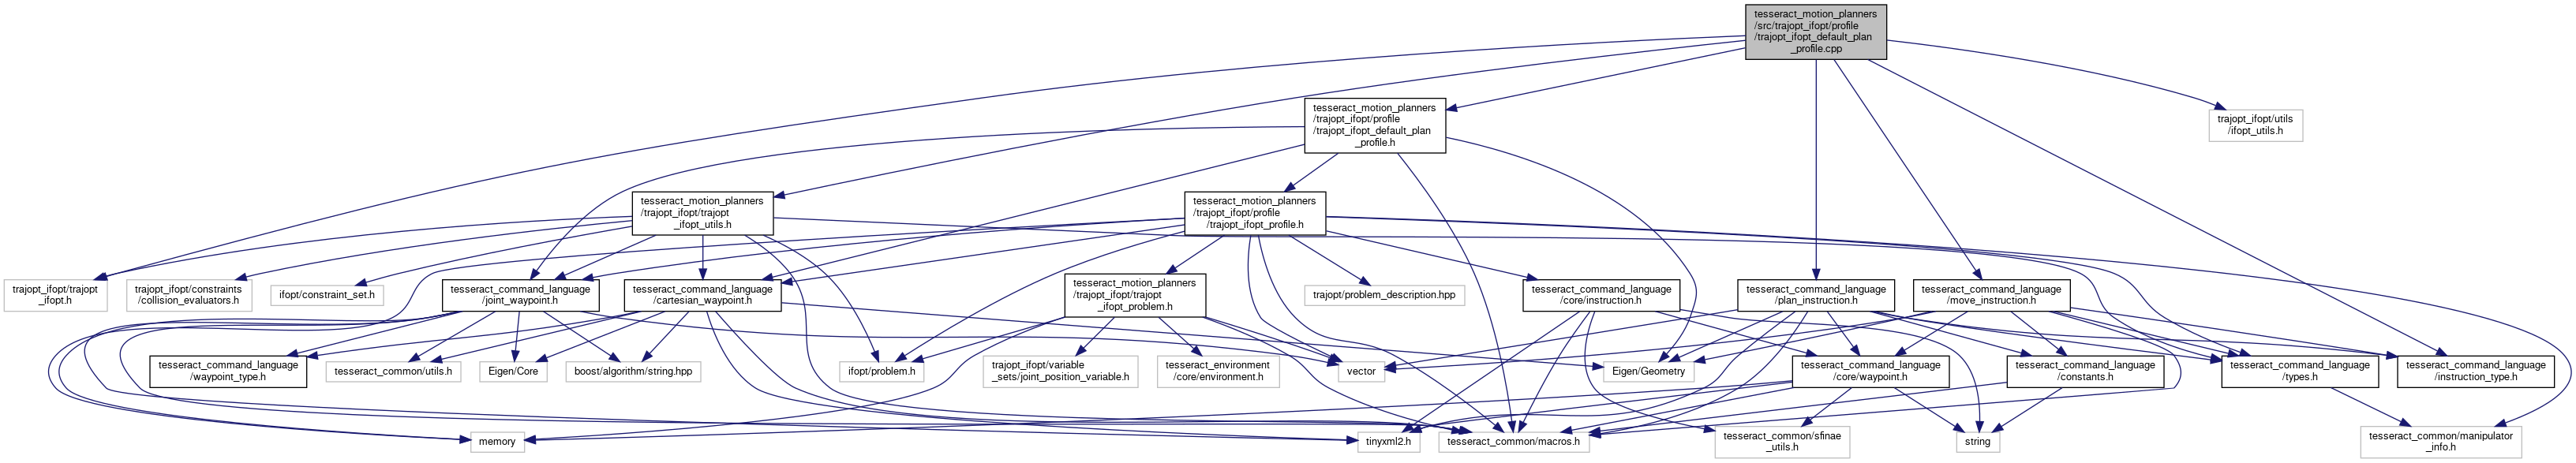 tesseract_motion_planners
/src/trajopt_ifopt/profile
/trajopt_ifopt_default_plan
_profile.cpp
tesseract_motion_planners
/trajopt_ifopt/profile
/trajopt_ifopt_default_plan
_profile.h
trajopt_ifopt/utils
/ifopt_utils.h
tesseract_motion_planners
/trajopt_ifopt/trajopt
_ifopt_utils.h
tesseract_motion_planners
/trajopt_ifopt/profile
/trajopt_ifopt_profile.h
trajopt_ifopt/trajopt
_ifopt.h
trajopt_ifopt/constraints
/collision_evaluators.h
ifopt/constraint_set.h
tesseract_command_language
/joint_waypoint.h
tesseract_command_language
/cartesian_waypoint.h
tesseract_motion_planners
/trajopt_ifopt/trajopt
_ifopt_problem.h
trajopt/problem_description.hpp
tesseract_command_language
/core/instruction.h
tesseract_command_language
/plan_instruction.h
tesseract_command_language
/move_instruction.h
tesseract_command_language
/waypoint_type.h
tesseract_common/utils.h
Eigen/Core
boost/algorithm/string.hpp
ifopt/problem.h
trajopt_ifopt/variable
_sets/joint_position_variable.h
tesseract_environment
/core/environment.h
vector
Eigen/Geometry
tesseract_command_language
/core/waypoint.h
tesseract_command_language
/constants.h
tesseract_command_language
/types.h
tesseract_command_language
/instruction_type.h
memory
tinyxml2.h
tesseract_common/macros.h
tesseract_common/sfinae
_utils.h
string
tesseract_common/manipulator
_info.h